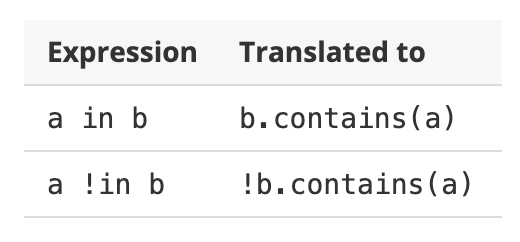 Expression Translated to
a in b b.contains(a)
a !in b !b.contains(a)